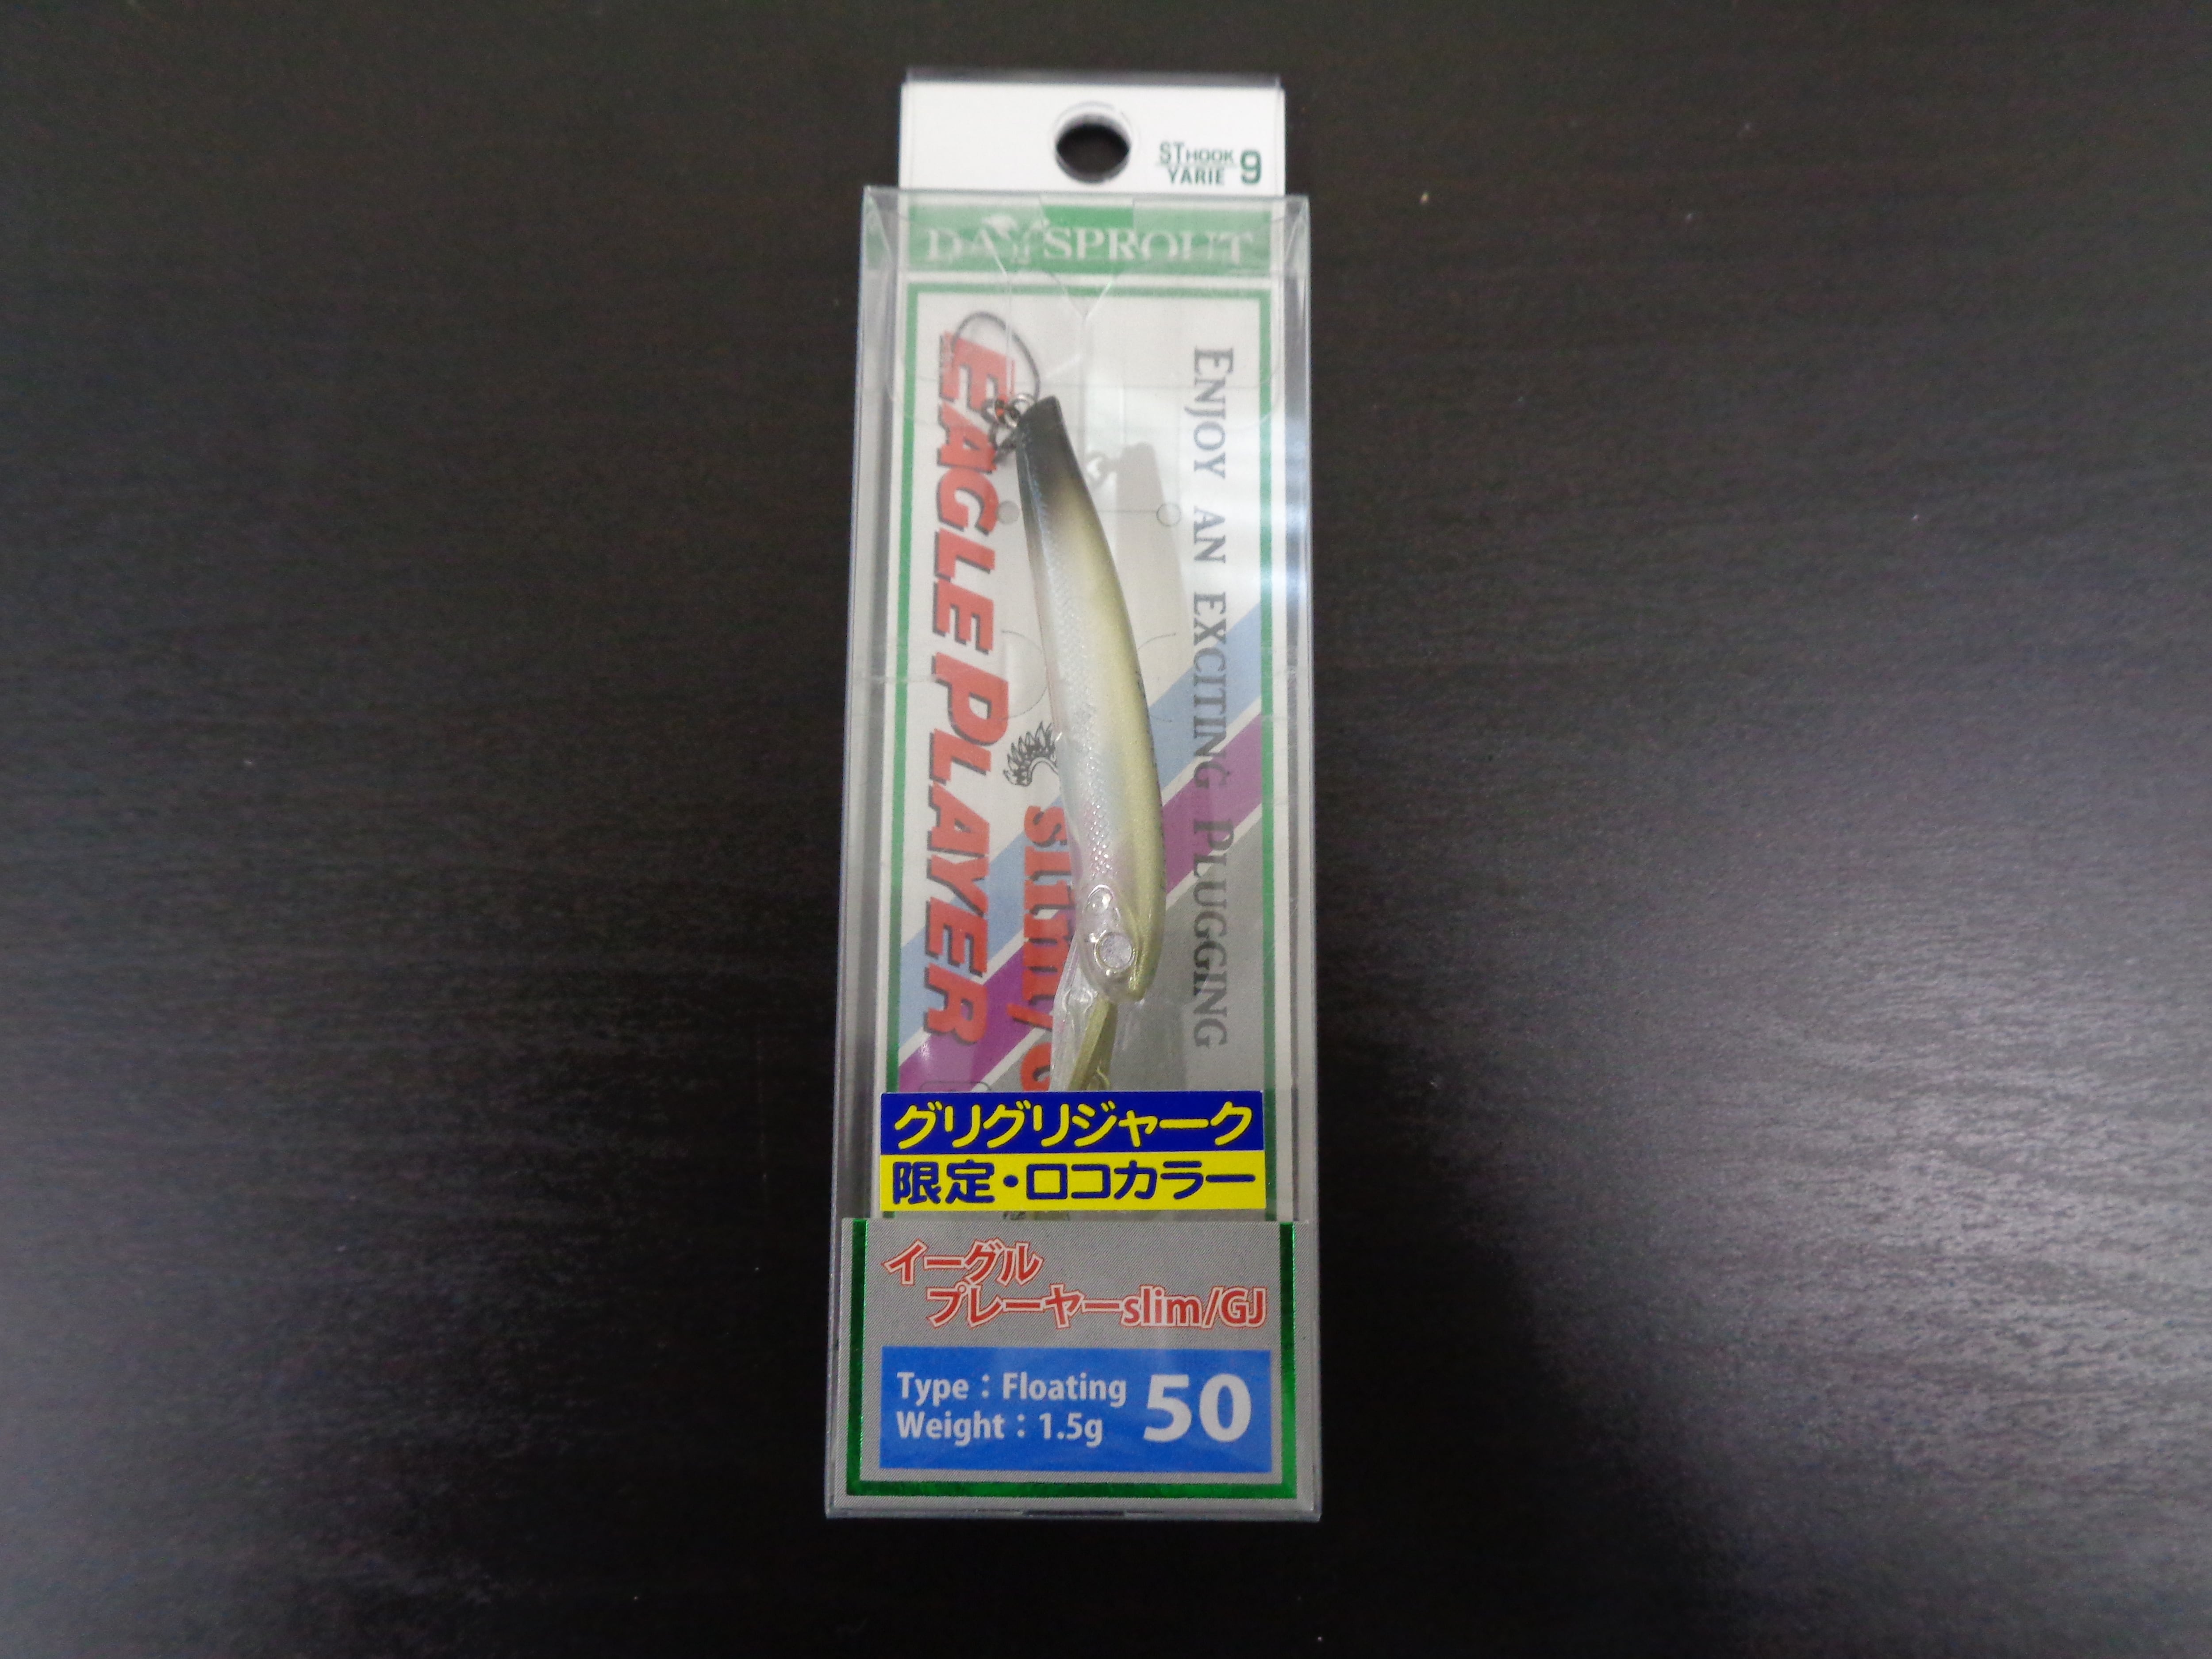 ST HOOK 9
YARIE
DAYSPROUT
EAGLE PLAYER
slim/G
ENJOY AN EXCITING PLUGGING
グリグリジャーク
限定・ロコカラー
イーグル
プレーヤーslim/GJ
Type：Floating
Weight：1.5g
50